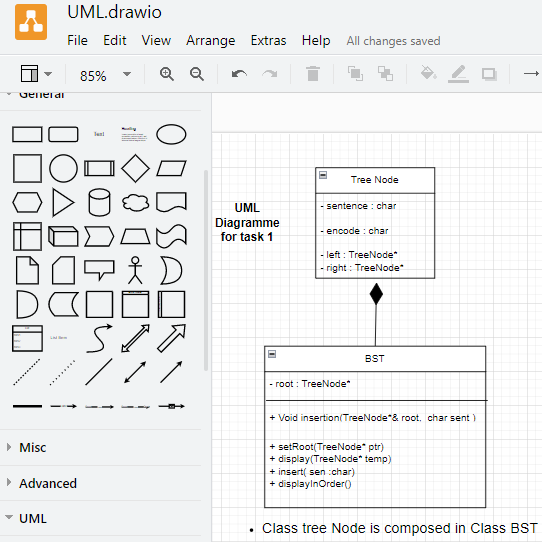 UML.drawio
File Edit View Arrange Extras Help All changes saved
85%
General
Text
Heading
List Item
Misc
Advanced
UML
UML
Diagramme
for task 1
Tree Node
- sentence : char
- encode : char
- left : TreeNode*
- right : TreeNode*
BST
- root : TreeNode*
+ Void insertion(TreeNode*& root, char sent )
+ setRoot(TreeNode* ptr)
+ display(TreeNode* temp)
+ insert( sen :char)
+ displayInOrder()
• Class tree Node is composed in Class BST